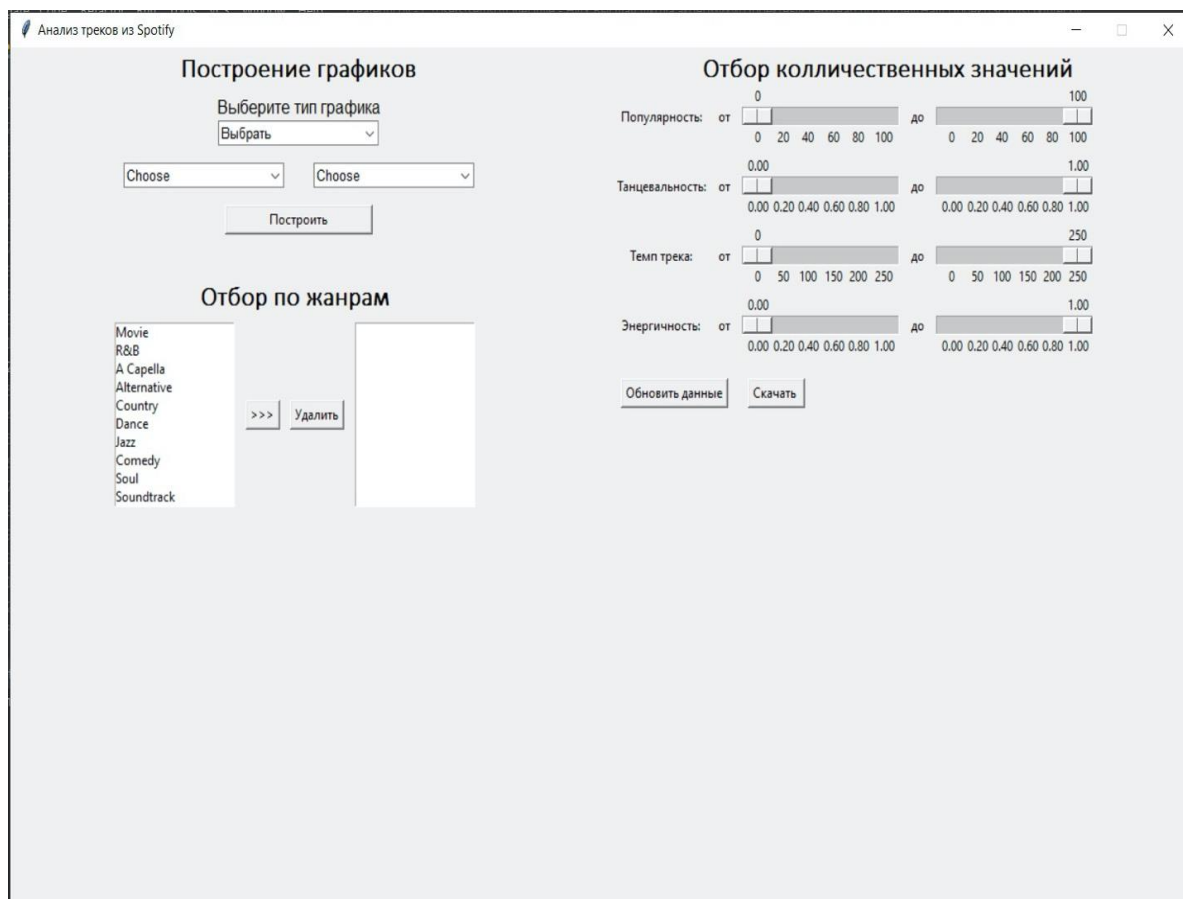 Анализ треков из Spotify
Построение графиков
Выберите тип графика
Выбрать
Choose Choose
Построить
Отбор по жанрам
Movie
R&B
A Capella
Alternative
Country
Dance
Jazz
Comedy
Soul
Soundtrack
>>> Удалить
Отбор колличественных значений
0 100
Популярность: от до
0 20 40 60 80 100 0 20 40 60 80 100
0.00 1.00
Танцевальность: от до
0.00 0.20 0.40 0.60 0.80 1.00 0.00 0.20 0.40 0.60 0.80 1.00
0 250
Темп трека: от до
0 50 100 150 200 250 0 50 100 150 200 250
0.00 1.00
Энергичность: от до
0.00 0.20 0.40 0.60 0.80 1.00 0.00 0.20 0.40 0.60 0.80 1.00
Обновить данные Скачать